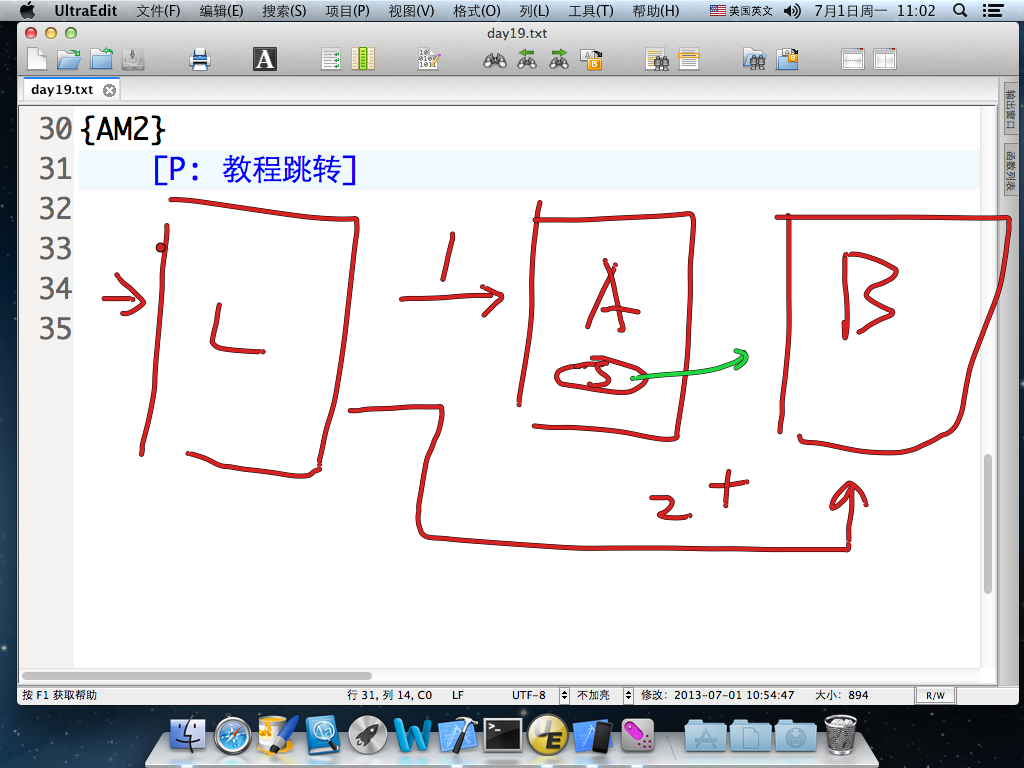 UltraEdit 文件(F) 编辑(E) 搜索(S) 项目(P) 视图(V) 格式(O) 列(L) 工具(T) 帮助(H) 美国英文 7月1日周一 11:02
day19.txt
day19.txt
输出窗口
函数列表
30 {AM2}
31 [P: 教程跳转]
32
33
34
35
1
L
A
B
5
2 +
按 F1 获取帮助 行 31, 列 14, C0 LF UTF-8 不加亮 修改: 2013-07-01 10:54:47 大小: 894 R/W